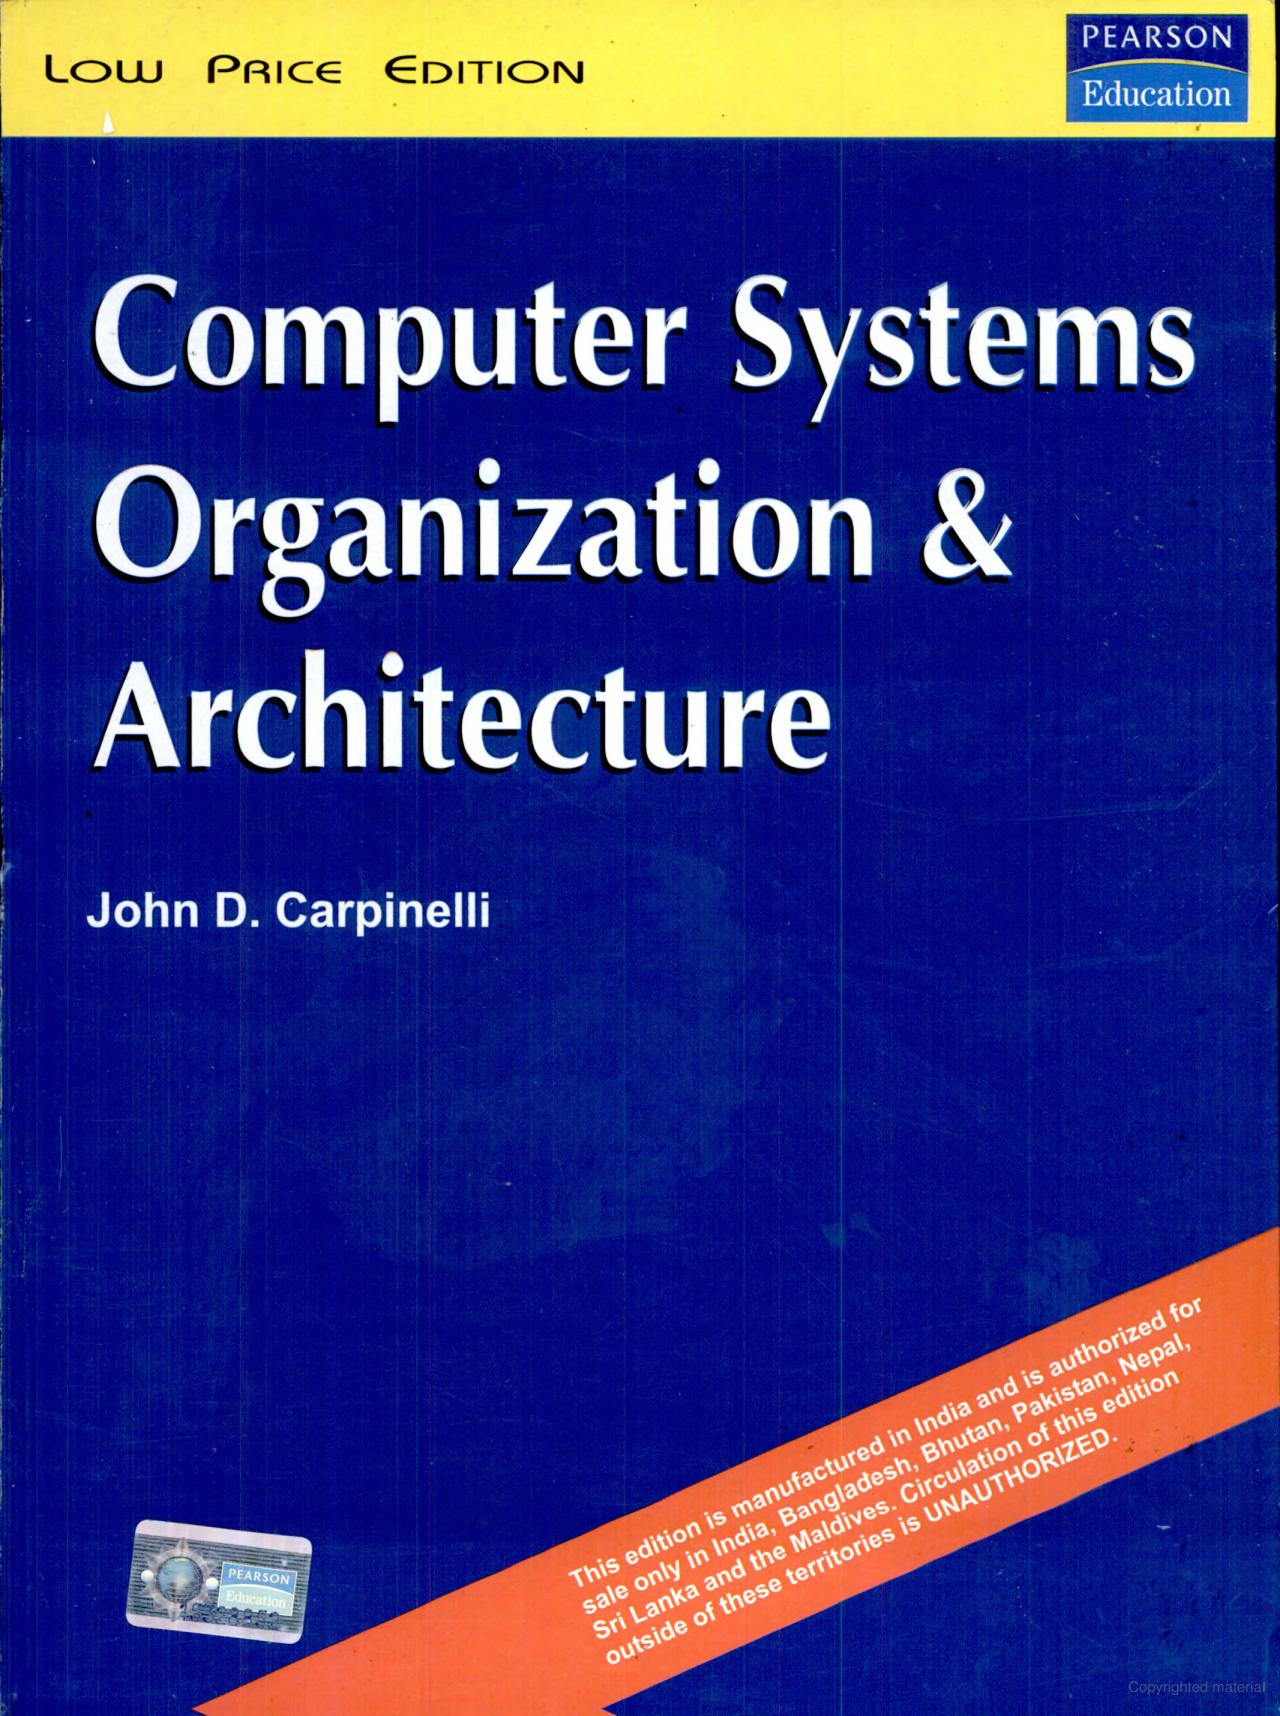 LOW PRICE EDITION
PEARSON
Education
Computer Systems
Organization &
Architecture
John D. Carpinelli
This edition is manufactured in India and is authorized for
sale only in India, Bangladesh, Bhutan, Pakistan, Nepal,
Sri Lanka and the Maldives. Circulation of this edition
outside of these territories is UNAUTHORIZED.
PEARSON
Education
Copyrighted material